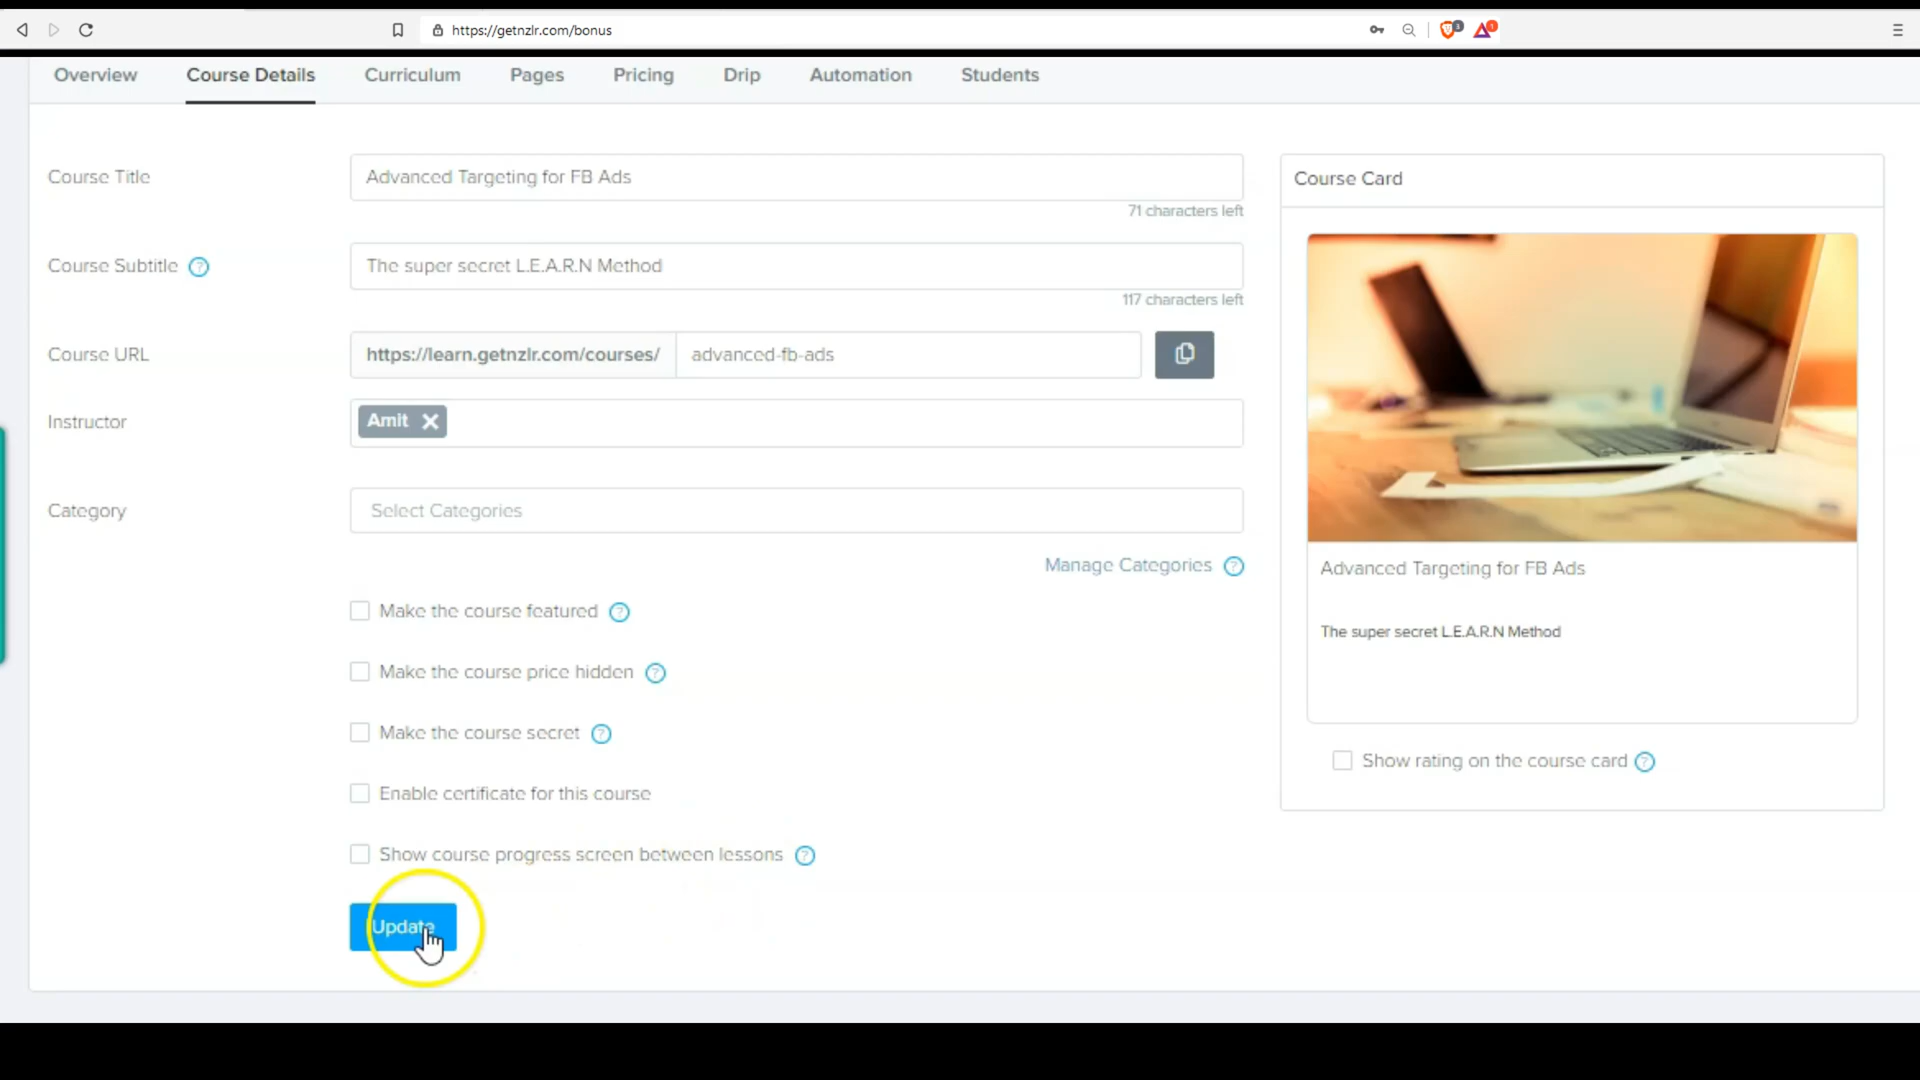 https://getnzlr.com/bonus
3
1
Overview Course Details Curriculum Pages Pricing Drip Automation Students
Course Title
Advanced Targeting for FB Ads
71 characters left
Course Subtitle ?
The super secret L.E.A.R.N Method
117 characters left
Course URL
https://learn.getnzlr.com/courses/ advanced-fb-ads
Instructor
Amit
Category
Select Categories
Manage Categories ?
Make the course featured ?
Make the course price hidden ?
Make the course secret ?
Enable certificate for this course
Show course progress screen between lessons ?
Update
Course Card
Advanced Targeting for FB Ads
The super secret L.E.A.R.N Method
Show rating on the course card ?